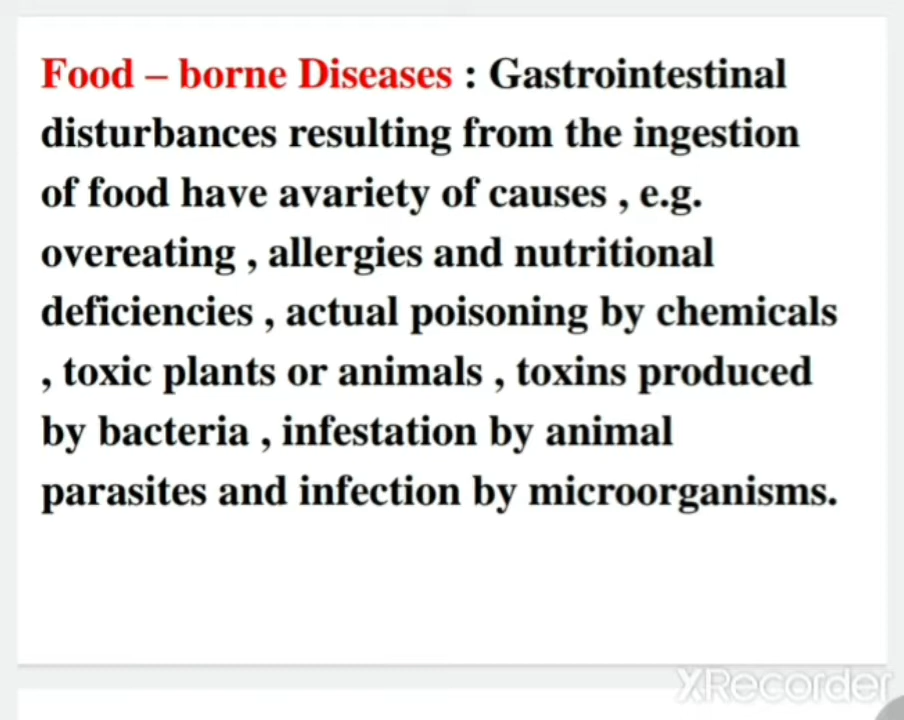 Food – borne Diseases : Gastrointestinal
disturbances resulting from the ingestion
of food have avariety of causes , e.g.
overeating , allergies and nutritional
deficiencies , actual poisoning by chemicals
, toxic plants or animals , toxins produced
by bacteria , infestation by animal
parasites and infection by microorganisms.
XRecorder